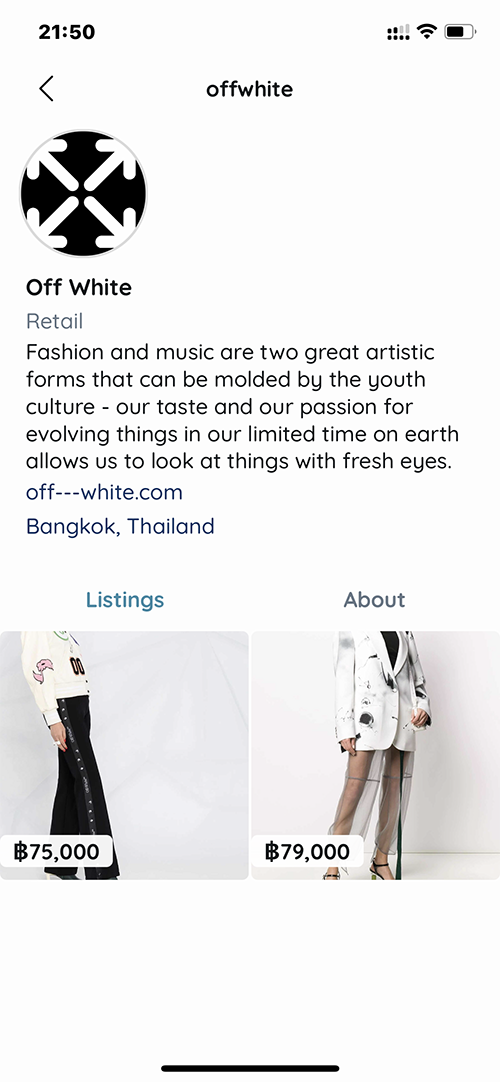 21:50
offwhite
Off White
Retail
Fashion and music are two great artistic
forms that can be molded by the youth
culture - our taste and our passion for
evolving things in our limited time on earth
allows us to look at things with fresh eyes.
off---white.com
Bangkok, Thailand
Listings
About
00
฿75,000
฿79,000